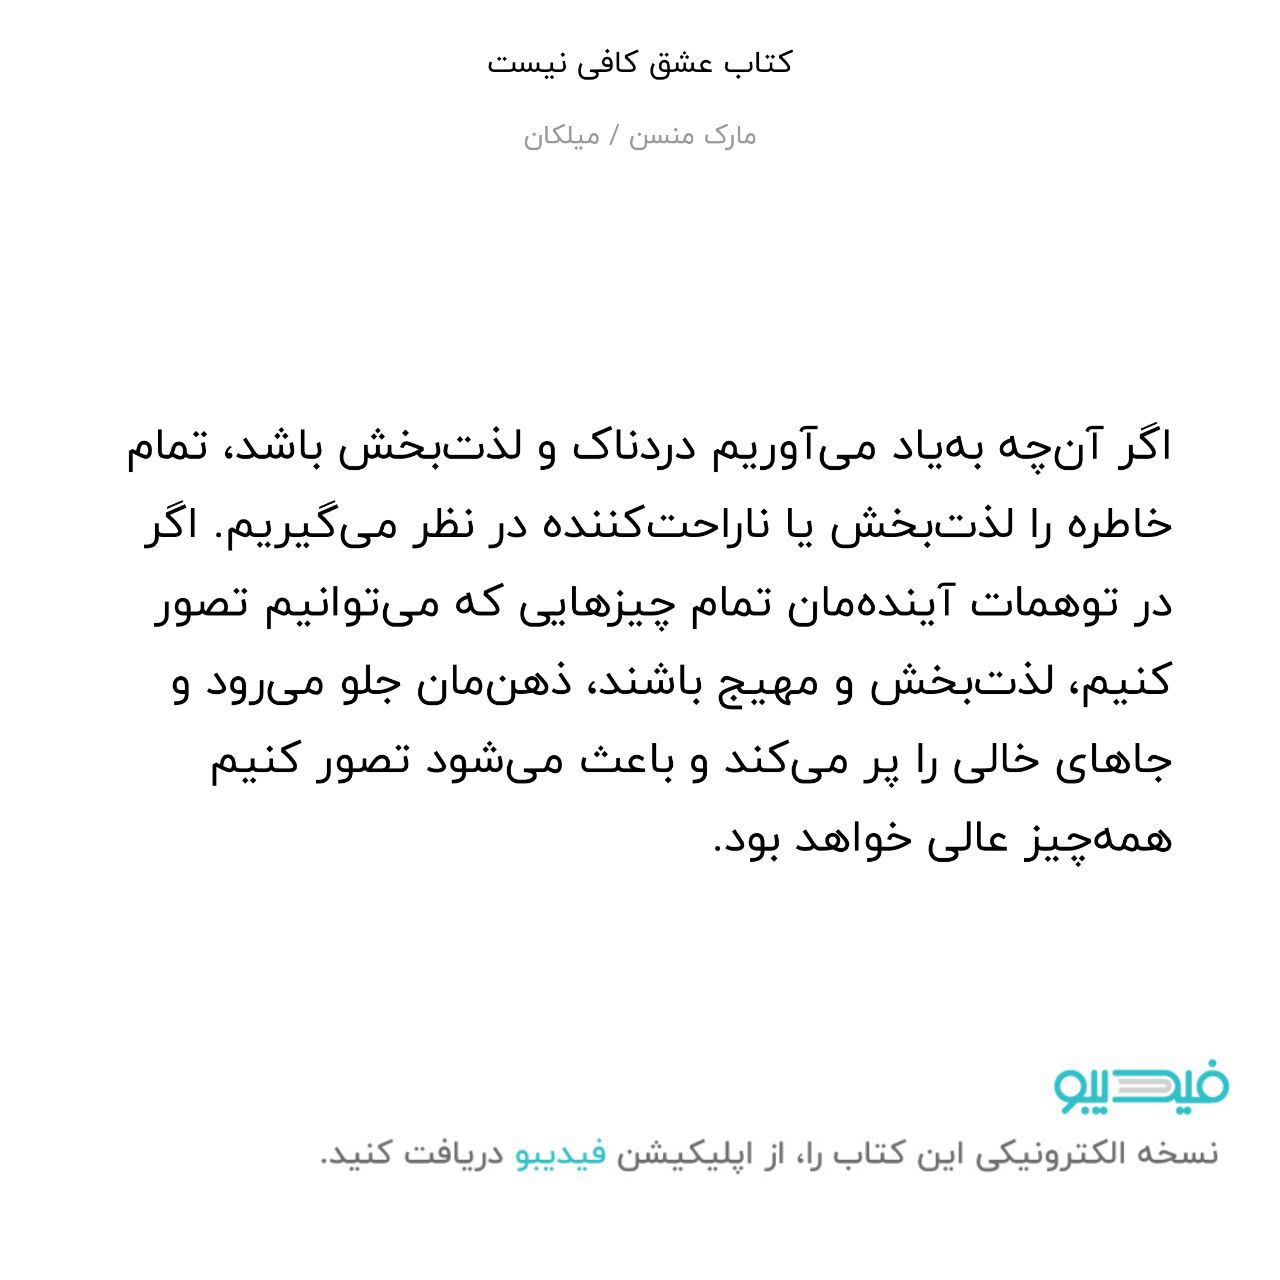 کتاب عشق کافی نیست
مارک منسن / میلکان
اگر آن‌چه به‌یاد می‌آوریم دردناک و لذت‌بخش باشد، تمام
خاطره را لذت‌بخش یا ناراحت‌کننده در نظر می‌گیریم. اگر
در توهمات آینده‌مان تمام چیزهایی که می‌توانیم تصور
کنیم، لذت‌بخش و مهیج باشند، ذهن‌مان جلو می‌رود و
جاهای خالی را پر می‌کند و باعث می‌شود تصور کنیم
همه‌چیز عالی خواهد بود.
فیدیبو
نسخه الکترونیکی این کتاب را، از اپلیکیشن فیدیبو دریافت کنید.